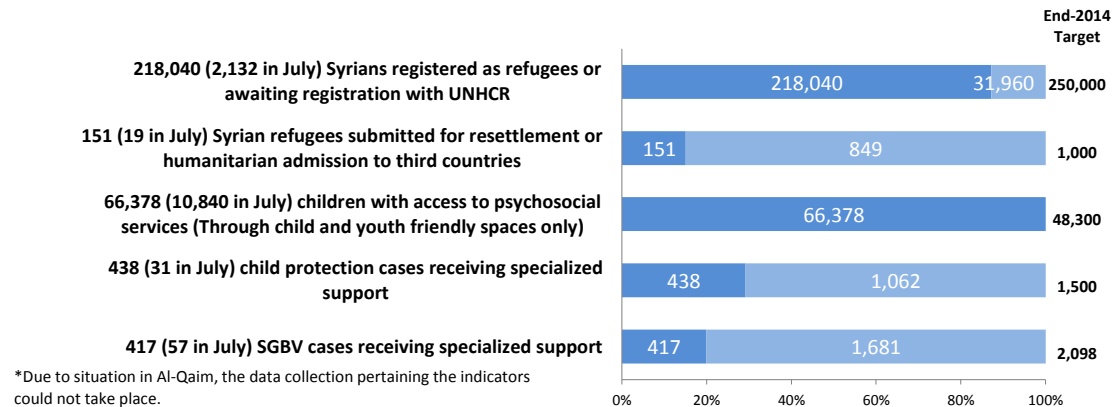 End-2014
Target
218,040 (2,132 in July) Syrians registered as refugees or
awaiting registration with UNHCR
218,040
31,960
250,000
151 (19 in July) Syrian refugees submitted for resettlement or
humanitarian admission to third countries
151
849
1,000
66,378 (10,840 in July) children with access to psychosocial
services (Through child and youth friendly spaces only)
66,378
48,300
438 (31 in July) child protection cases receiving specialized
support
438
1,062
1,500
417 (57 in July) SGBV cases receiving specialized support
417
1,681
2,098
*Due to situation in Al-Qaim, the data collection pertaining the indicators
could not take place.
0% 20% 40% 60% 80% 100%